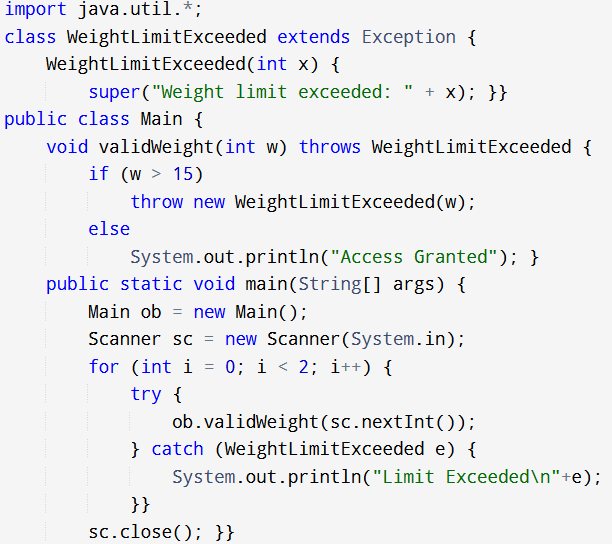 import java.util.*;
class WeightLimitExceeded extends Exception {
    WeightLimitExceeded(int x) {
        super("Weight limit exceeded: " + x); }}
public class Main {
    void validWeight(int w) throws WeightLimitExceeded {
        if (w > 15)
            throw new WeightLimitExceeded(w);
        else
            System.out.println("Access Granted"); }
    public static void main(String[] args) {
        Main ob = new Main();
        Scanner sc = new Scanner(System.in);
        for (int i = 0; i < 2; i++) {
            try {
                ob.validWeight(sc.nextInt());
            } catch (WeightLimitExceeded e) {
                System.out.println("Limit Exceeded\n"+e);
            }}
        sc.close(); }}